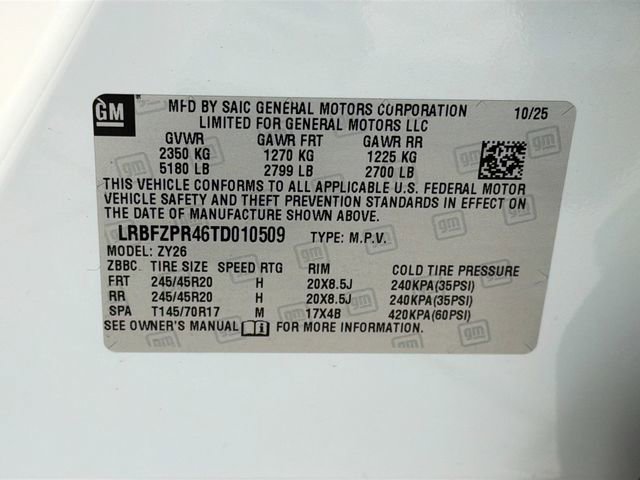 GM
MFD BY SAIC GENERAL MOTORS CORPORATION 10/25
LIMITED FOR GENERAL MOTORS LLC
GVWR GAWR FRT GAWR RR
2350 KG 1270 KG 1225 KG
5180 LB 2799 LB 2700 LB
THIS VEHICLE CONFORMS TO ALL APPLICABLE U.S. FEDERAL MOTOR
VEHICLE SAFETY AND THEFT PREVENTION STANDARDS IN EFFECT ON
THE DATE OF MANUFACTURE SHOWN ABOVE.
LRBFZPR46TD010509 TYPE: M.P.V.
MODEL: ZY26
ZBBC TIRE SIZE SPEED RTG RIM COLD TIRE PRESSURE
FRT 245/45R20 H 20X8.5J 240KPA(35PSI)
RR 245/45R20 H 20X8.5J 240KPA(35PSI)
SPA T145/70R17 M 17X4B 420KPA(60PSI)
SEE OWNER'S MANUAL FOR MORE INFORMATION.